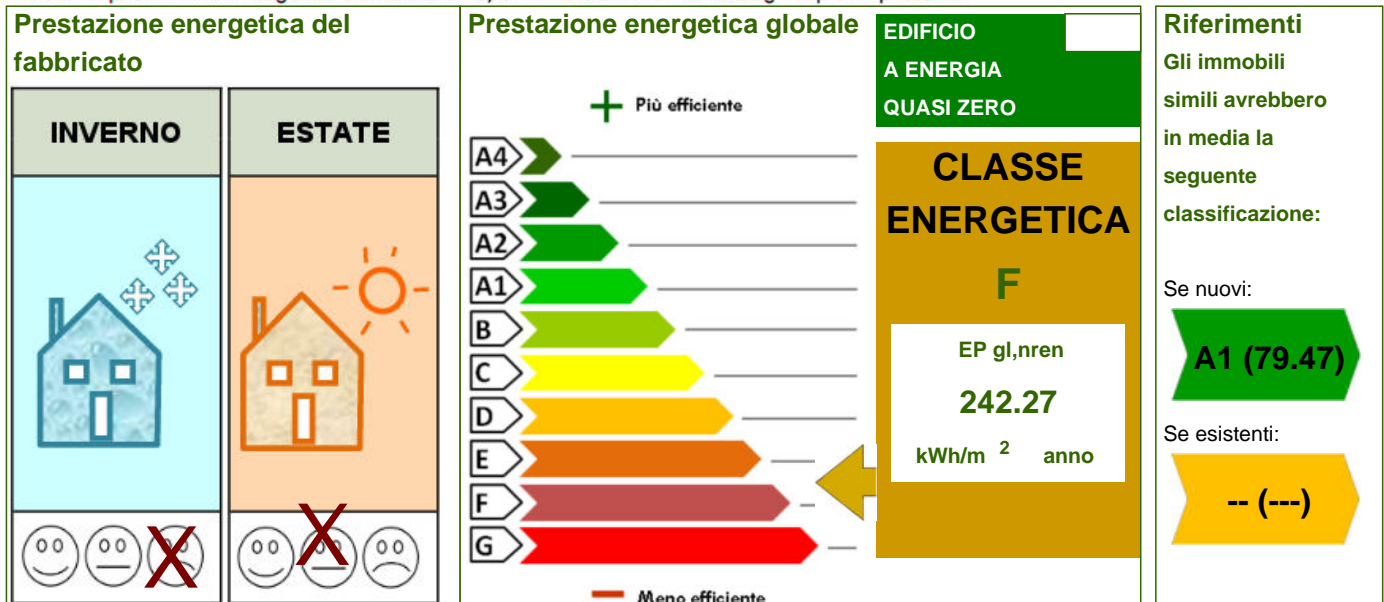 Prestazione energetica del
fabbricato
INVERNO
ESTATE
Prestazione energetica globale
Più efficiente
A4
A3
A2
A1
B
C
D
E
F
G
Meno efficiente
EDIFICIO
A ENERGIA
QUASI ZERO
CLASSE
ENERGETICA
F
EP gl,nren
242.27
kWh/m 2 anno
Riferimenti
Gli immobili
simili avrebbero
in media la
seguente
classificazione:
Se nuovi:
A1 (79.47)
Se esistenti:
-- (---)